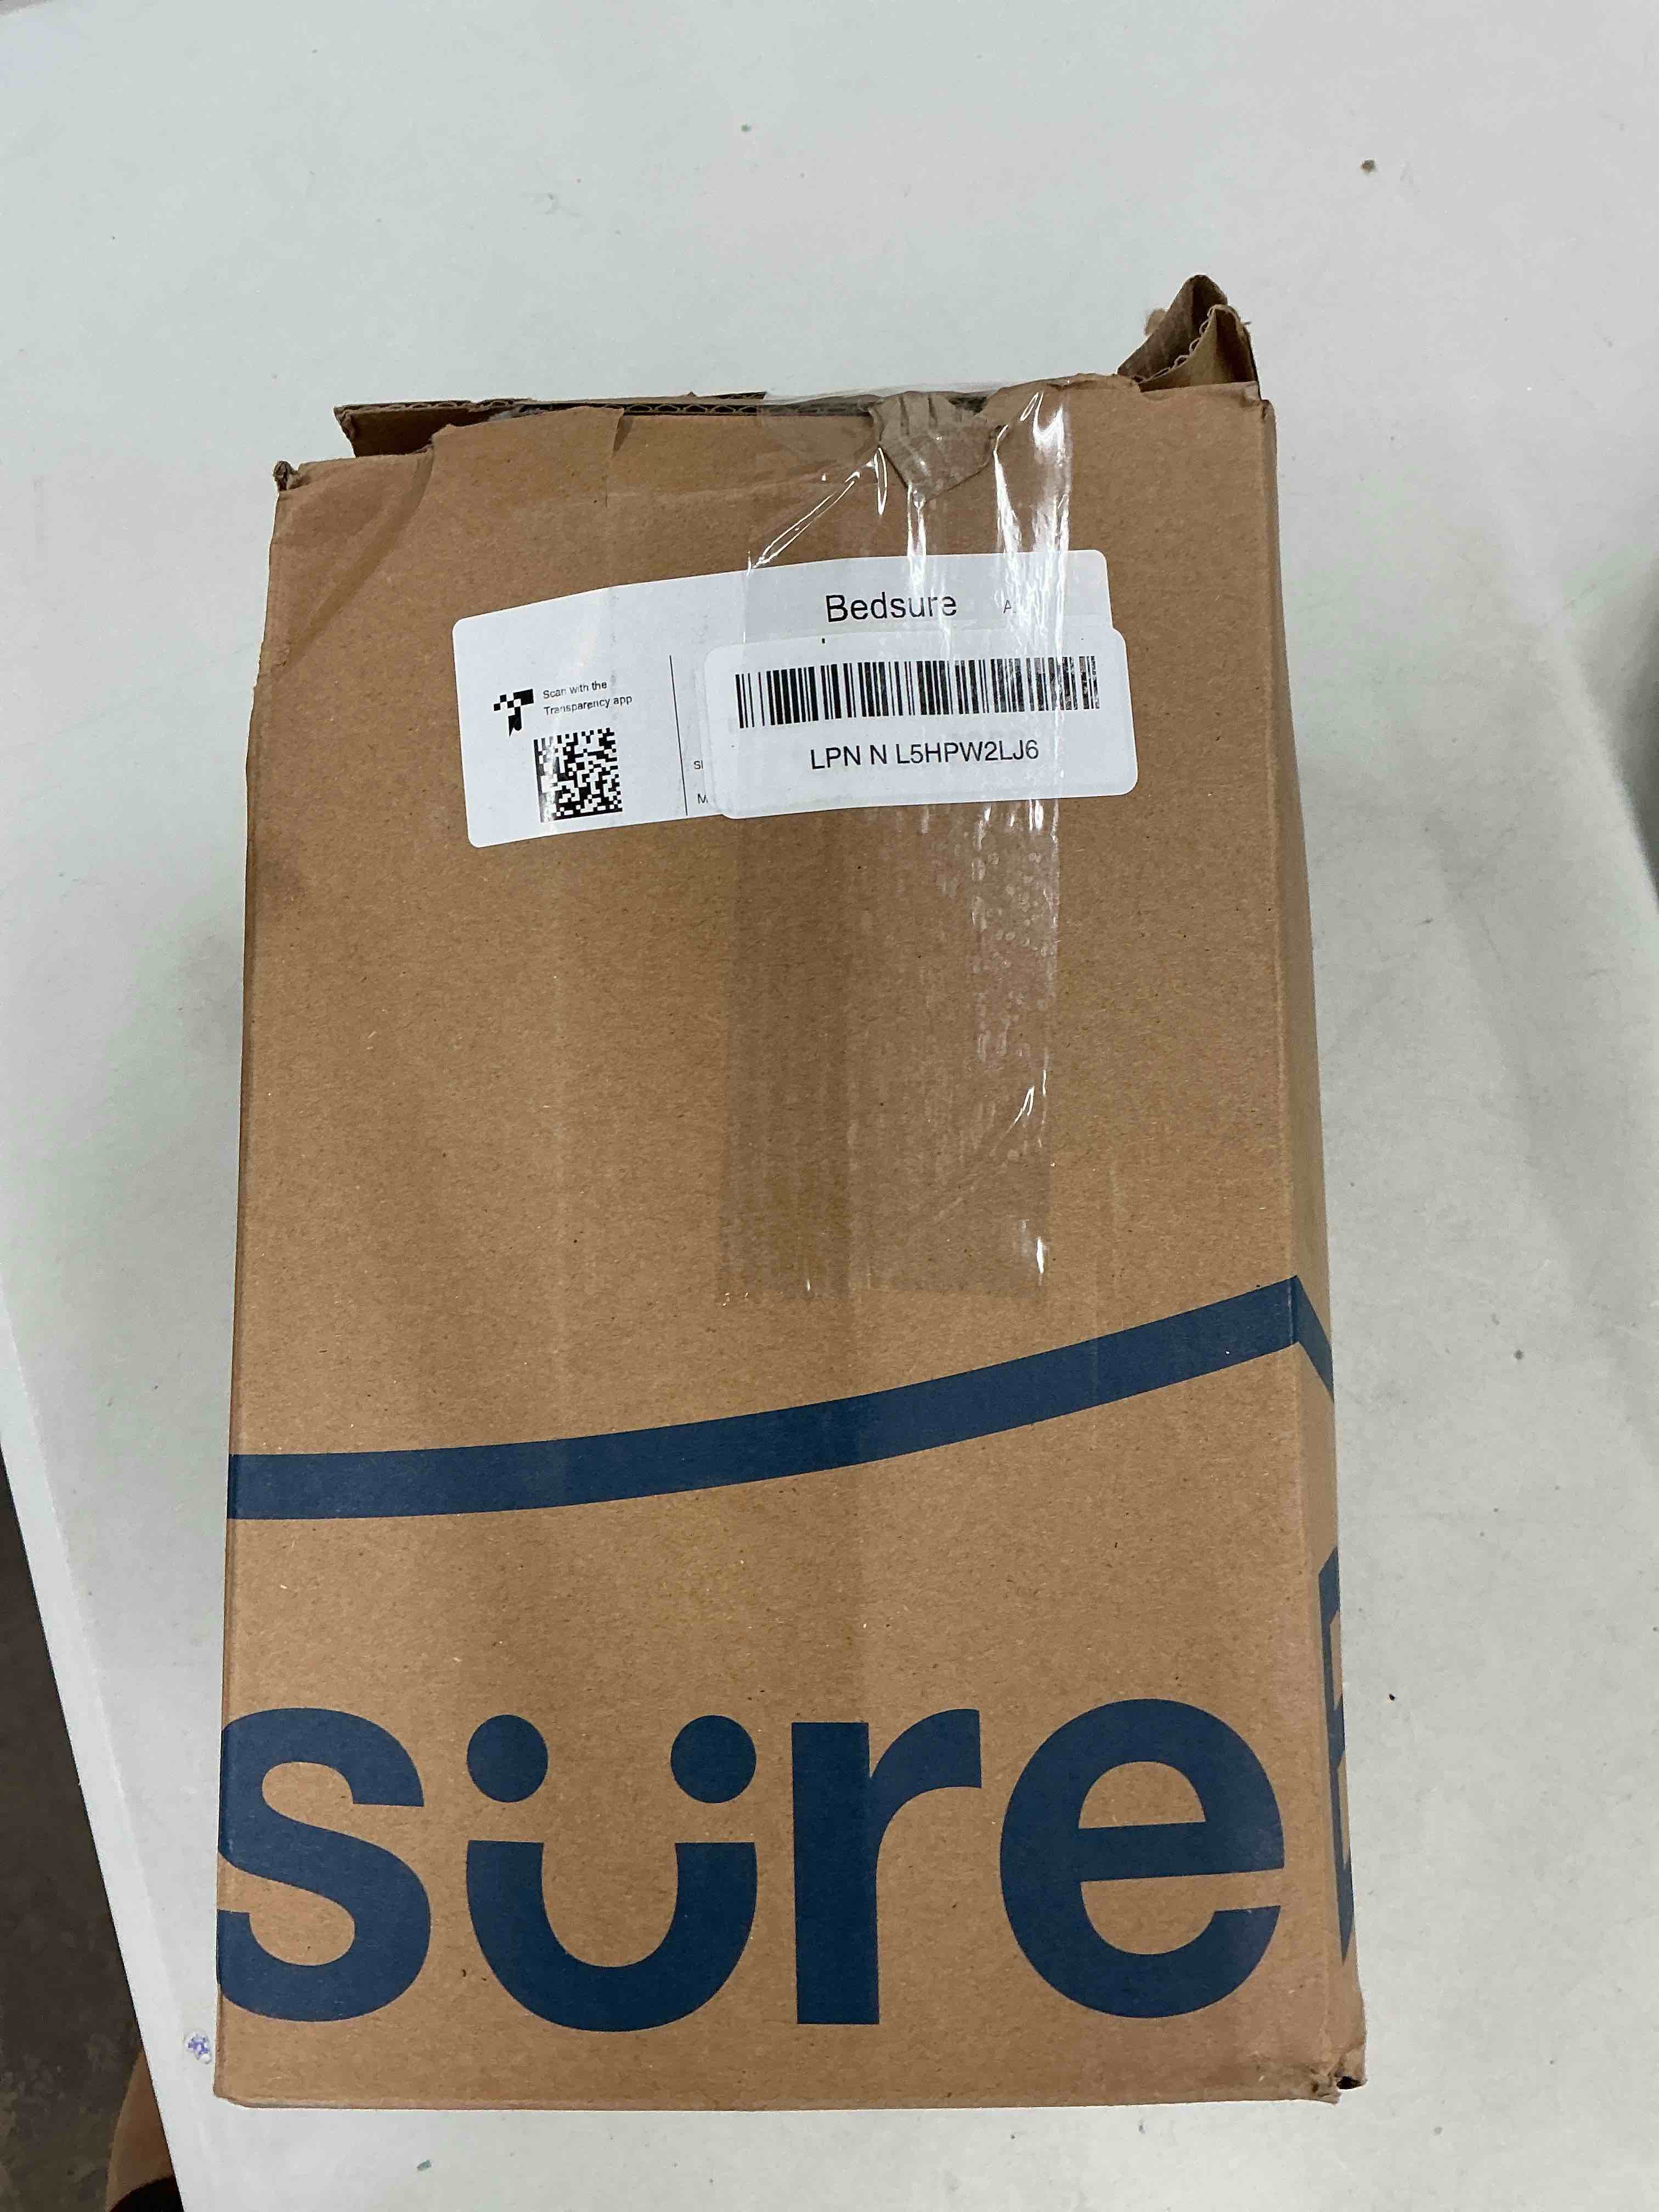 Bedsure
Scan with the
Transparency app
LPN N L5HPW2LJ6
süre